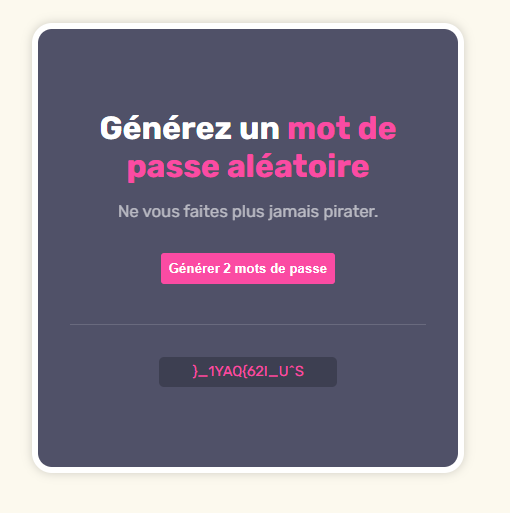 Générez un mot de
passe aléatoire
Ne vous faites plus jamais pirater.
Générer 2 mots de passe
}_1YAQ{62I_U^S